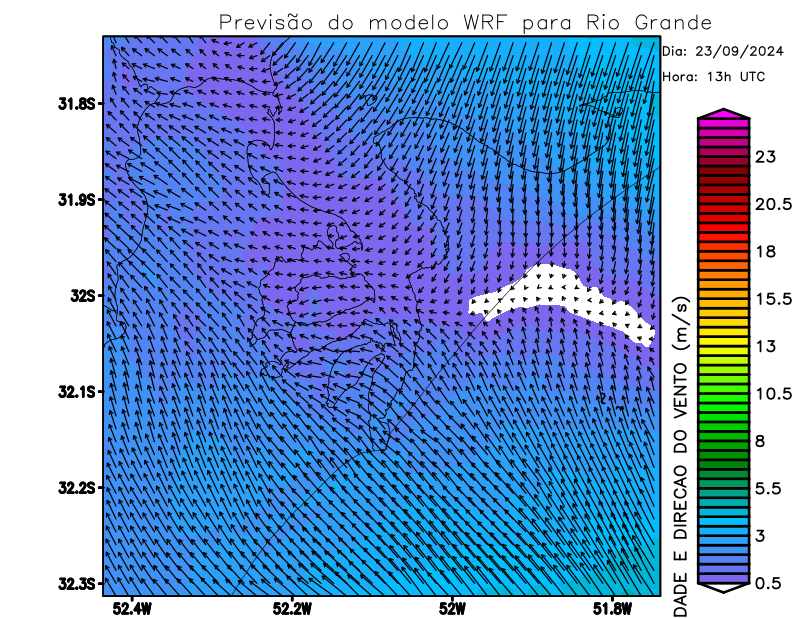 Previsão do modelo WRF para Rio Grande
Dia: 23/09/2024
Hora: 13h UTC
31.8S
31.9S
32S
32.1S
32.2S
32.3S
52.4W
52.2W
52W
51.8W
23
20.5
18
15.5
13
10.5
8
5.5
3
0.5
DADE E DIRECAO DO VENTO (m/s)